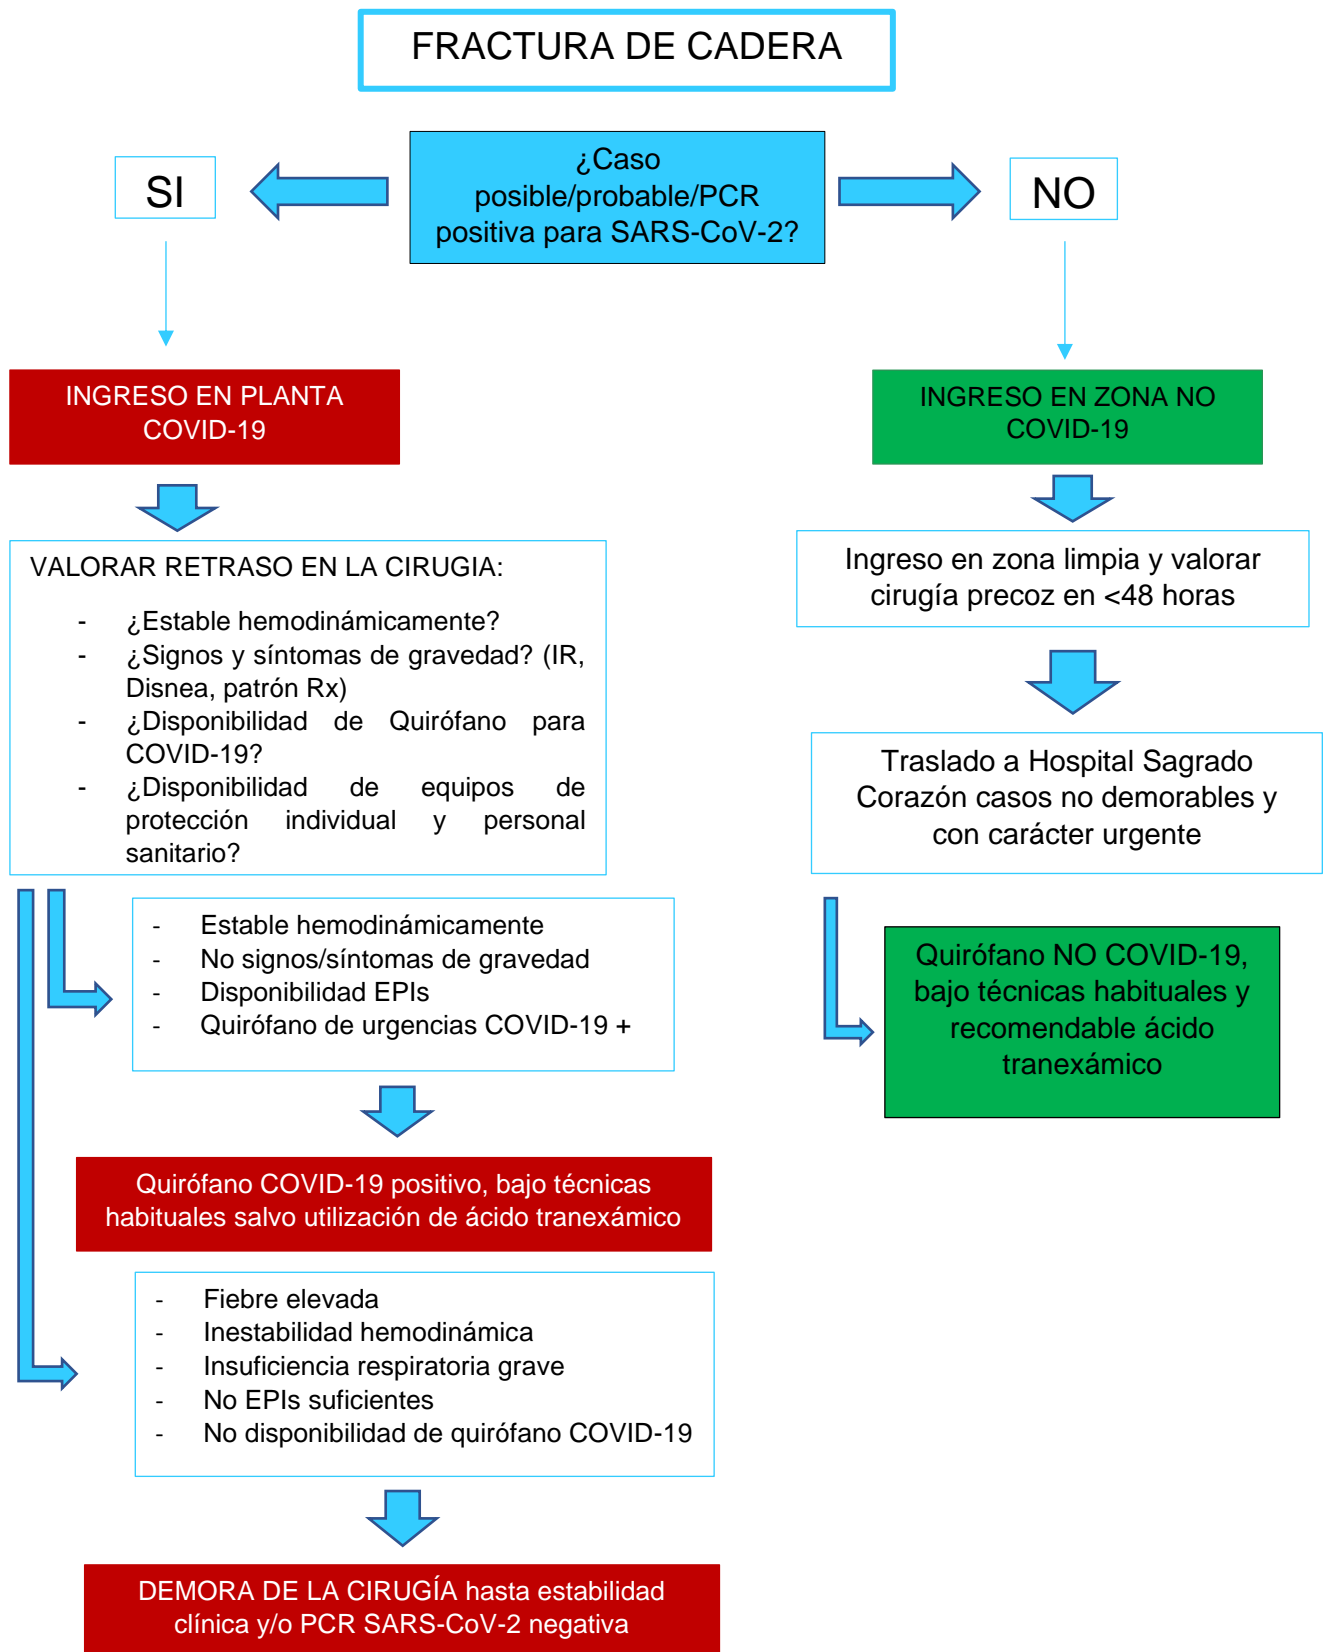 FRACTURA DE CADERA
¿Caso
posible/probable/PCR
positiva para SARS-CoV-2?
SI
NO
INGRESO EN PLANTA
COVID-19
INGRESO EN ZONA NO
COVID-19
VALORAR RETRASO EN LA CIRUGIA:
- ¿Estable hemodinámicamente?
- ¿Signos y síntomas de gravedad? (IR,
Disnea, patrón Rx)
- ¿Disponibilidad de Quirófano para
COVID-19?
- ¿Disponibilidad de equipos de
protección individual y personal
sanitario?
Ingreso en zona limpia y valorar
cirugía precoz en <48 horas
Traslado a Hospital Sagrado
Corazón casos no demorables y
con carácter urgente
- Estable hemodinámicamente
- No signos/síntomas de gravedad
- Disponibilidad EPIs
- Quirófano de urgencias COVID-19 +
Quirófano NO COVID-19,
bajo técnicas habituales y
recomendable ácido
tranexámico
Quirófano COVID-19 positivo, bajo técnicas
habituales salvo utilización de ácido tranexámico
- Fiebre elevada
- Inestabilidad hemodinámica
- Insuficiencia respiratoria grave
- No EPIs suficientes
- No disponibilidad de quirófano COVID-19
DEMORA DE LA CIRUGÍA hasta estabilidad
clínica y/o PCR SARS-CoV-2 negativa